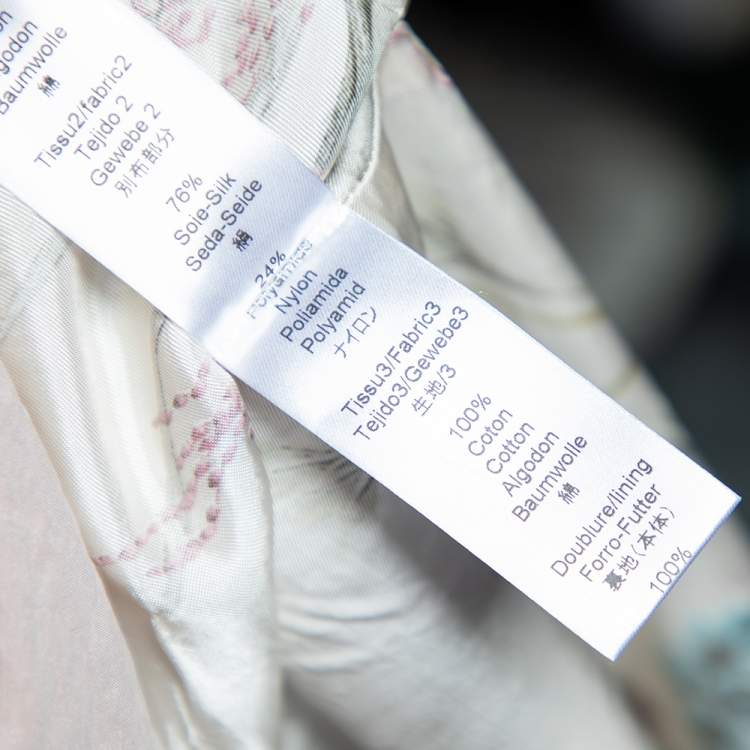 godon
Baumwolle
綿
Tissu2/fabric2
Tejido 2
Gewebe 2
別布部分
76%
Soie-Silk
Seda-Seide
絹
24%
Nylon
Poliamida
Polyamid
ナイロン
Tissu3/Fabric3
Tejido3/Gewebe3
生地/3
100%
Coton
Cotton
Algodon
Baumwolle
綿
Doublure/lining
Forro-Futter
裏地(本体)
100%